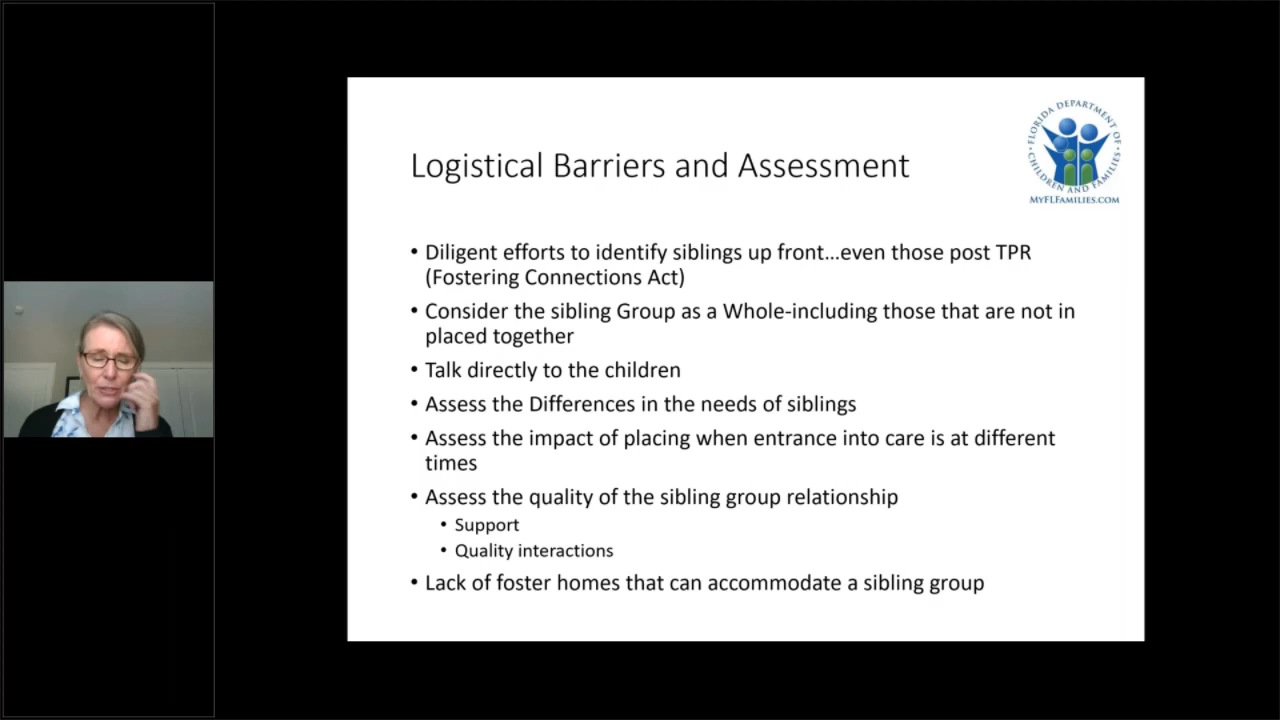 FLORIDA DEPARTMENT OF
CHILDREN AND FAMILIES
MYFLFAMILIES.COM
Logistical Barriers and Assessment
• Diligent efforts to identify siblings up front...even those post TPR
(Fostering Connections Act)
• Consider the sibling Group as a Whole-including those that are not in
placed together
• Talk directly to the children
• Assess the Differences in the needs of siblings
• Assess the impact of placing when entrance into care is at different
times
• Assess the quality of the sibling group relationship
• Support
• Quality interactions
• Lack of foster homes that can accommodate a sibling group